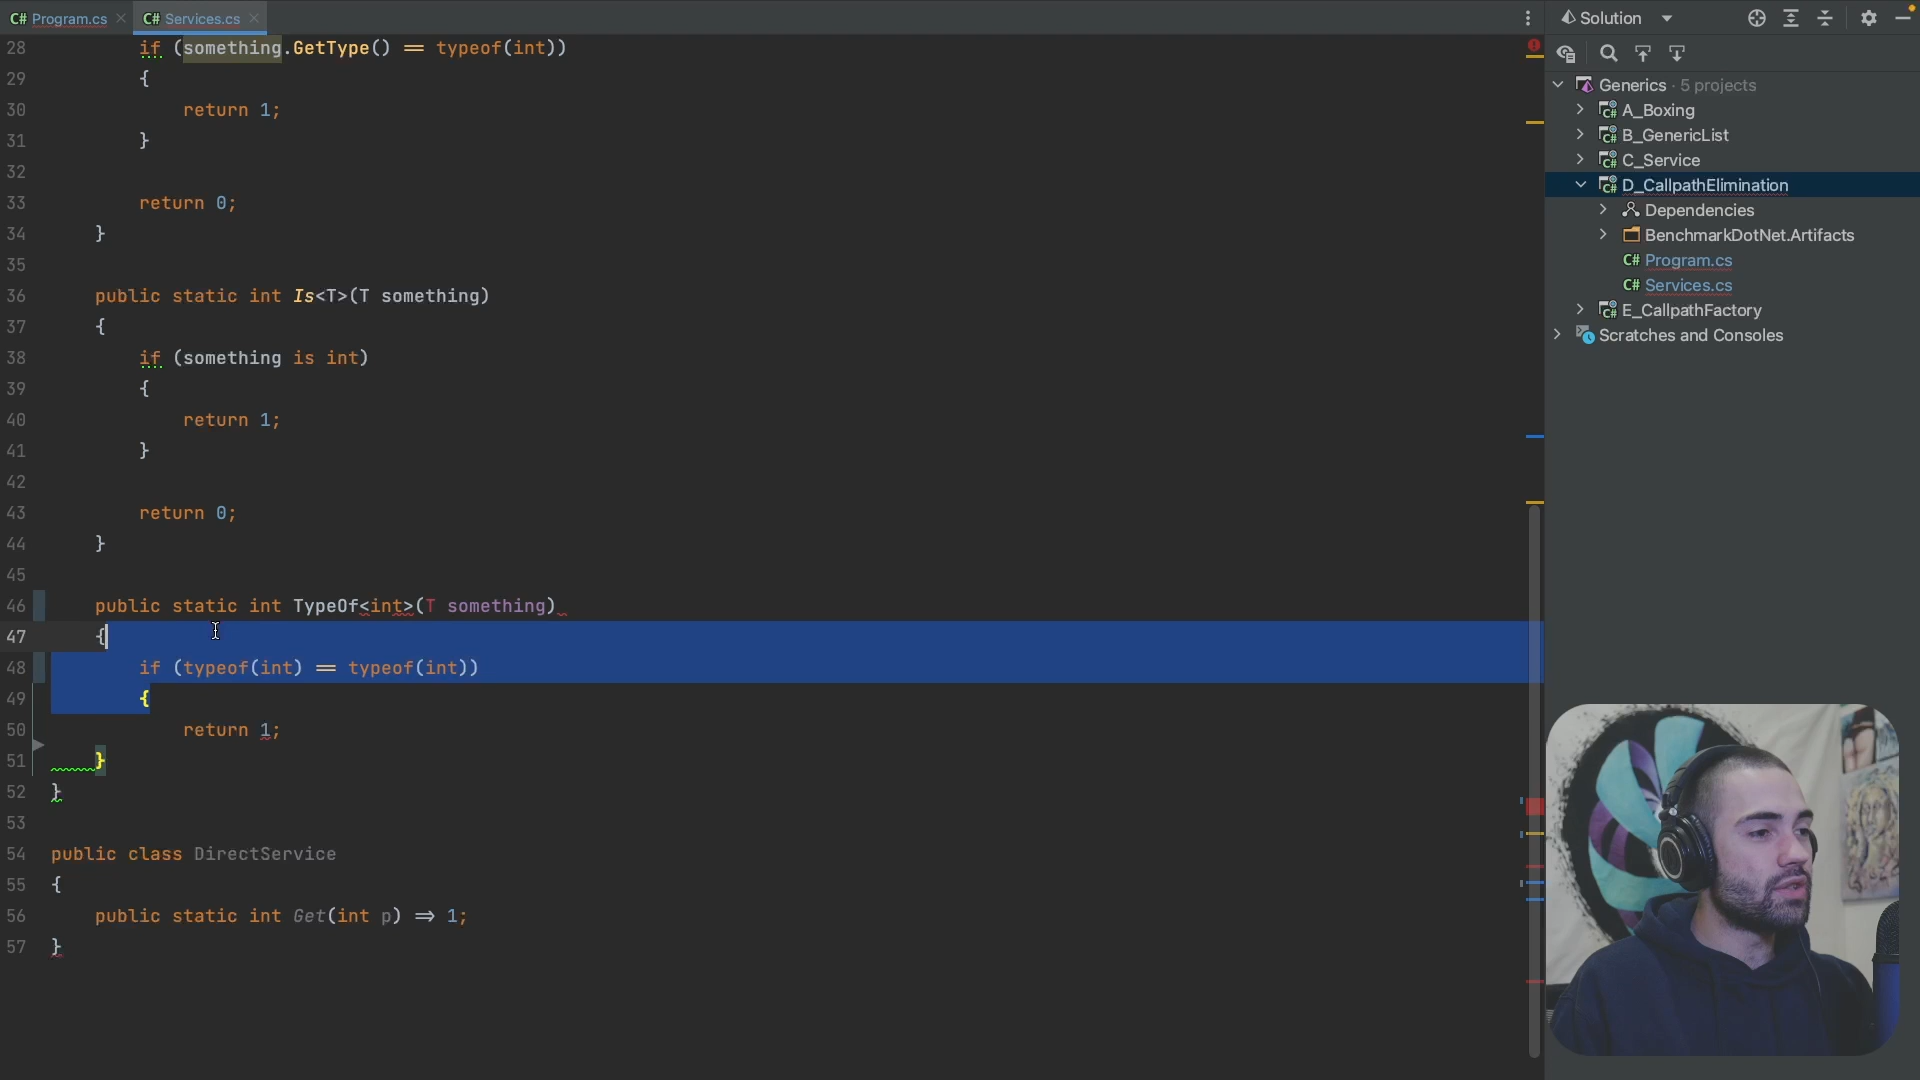 C# Program.cs
C# Services.cs
Solution
28 if (something.GetType() == typeof(int))
29 {
30 return 1;
31 }
32
33 return 0;
34 }
35
36 public static int Is<T>(T something)
37 {
38 if (something is int)
39 {
40 return 1;
41 }
42
43 return 0;
44 }
45
46 public static int TypeOf<int>(T something)
47 {
48 if (typeof(int) == typeof(int))
49 {
50 return 1;
51 }
52 }
53
54 public class DirectService
55 {
56 public static int Get(int p) => 1;
57 }
Generics · 5 projects
C# A_Boxing
C# B_GenericList
C# C_Service
C# D_CallpathElimination
Dependencies
BenchmarkDotNet.Artifacts
C# Program.cs
C# Services.cs
C# E_CallpathFactory
Scratches and Consoles